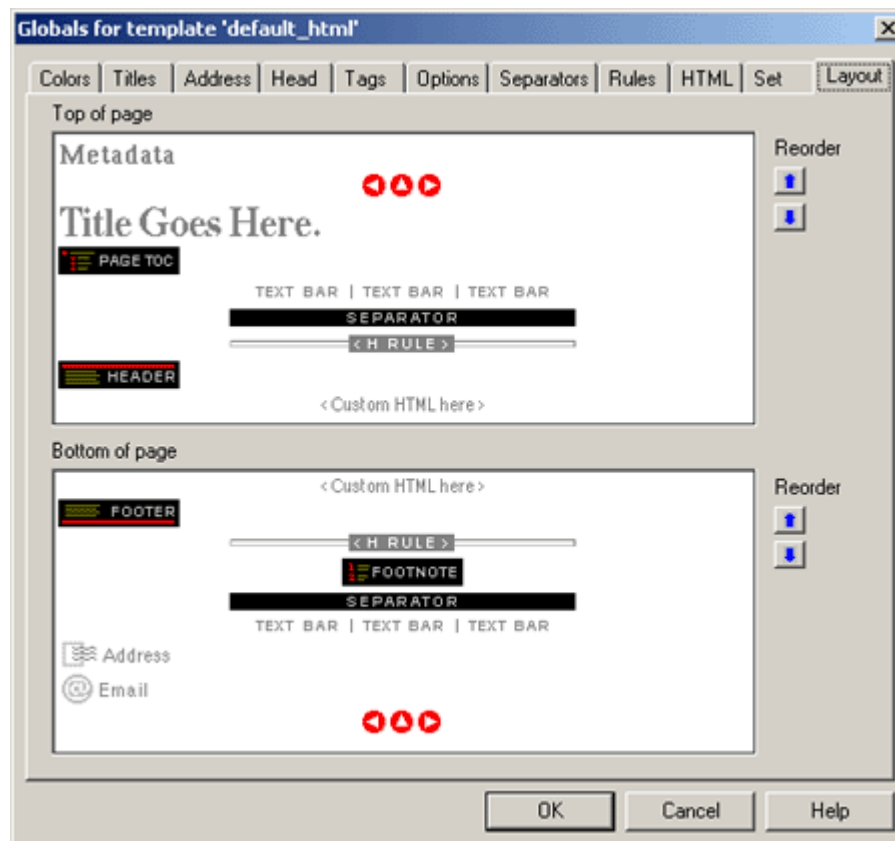 Globals for template 'default_html'
Colors Titles Address Head Tags Options Separators Rules HTML Set Layout
Top of page
Reorder
Metadata
Title Goes Here.
PAGE TOC
TEXT BAR | TEXT BAR | TEXT BAR
SEPARATOR
< H RULE >
HEADER
<Custom HTML here>
Bottom of page
Reorder
<Custom HTML here>
FOOTER
< H RULE >
FOOTNOTE
SEPARATOR
TEXT BAR | TEXT BAR | TEXT BAR
Address
Email
OK Cancel Help